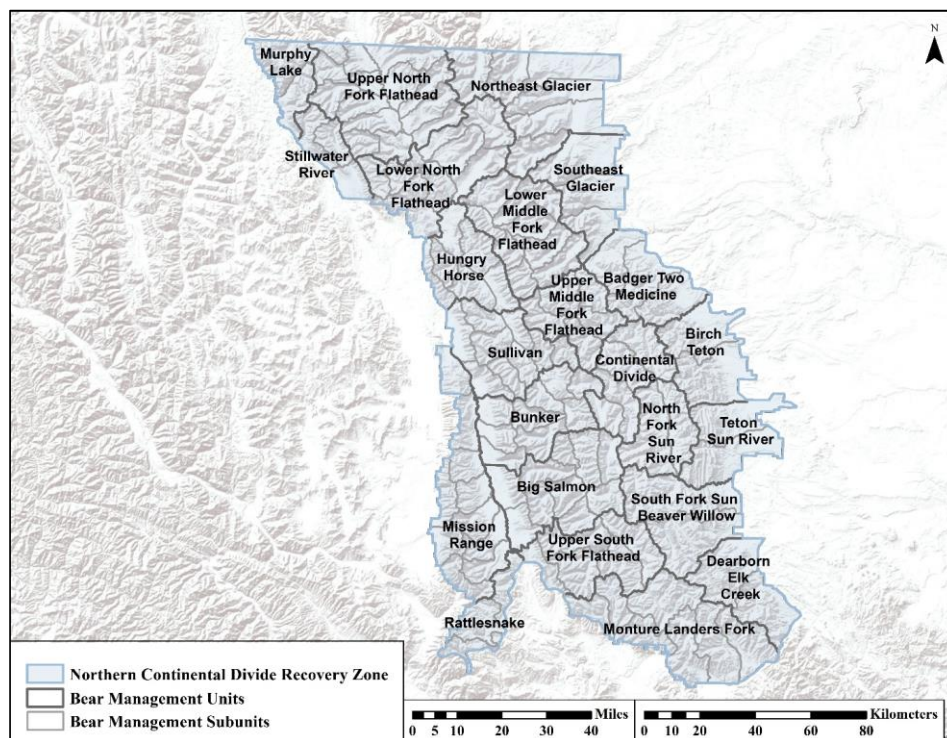 N
Murphy
Lake
Upper North
Fork Flathead
Northeast Glacier
Stillwater
River
Lower North
Fork
Flathead
Southeast
Glacier
Lower
Middle
Fork
Flathead
Hungry
Horse
Upper
Middle
Fork
Flathead
Badger Two
Medicine
Birch
Teton
Sullivan
Continental
Divide
Bunker
North
Fork
Sun
River
Teton
Sun River
Big Salmon
South Fork Sun
Beaver Willow
Mission
Range
Upper South
Fork Flathead
Dearborn
Elk
Creek
Rattlesnake
Monture Landers Fork
Northern Continental Divide Recovery Zone
Bear Management Units
Bear Management Subunits
Miles
0 5 10 20 30 40
Kilometers
0 10 20 40 60 80